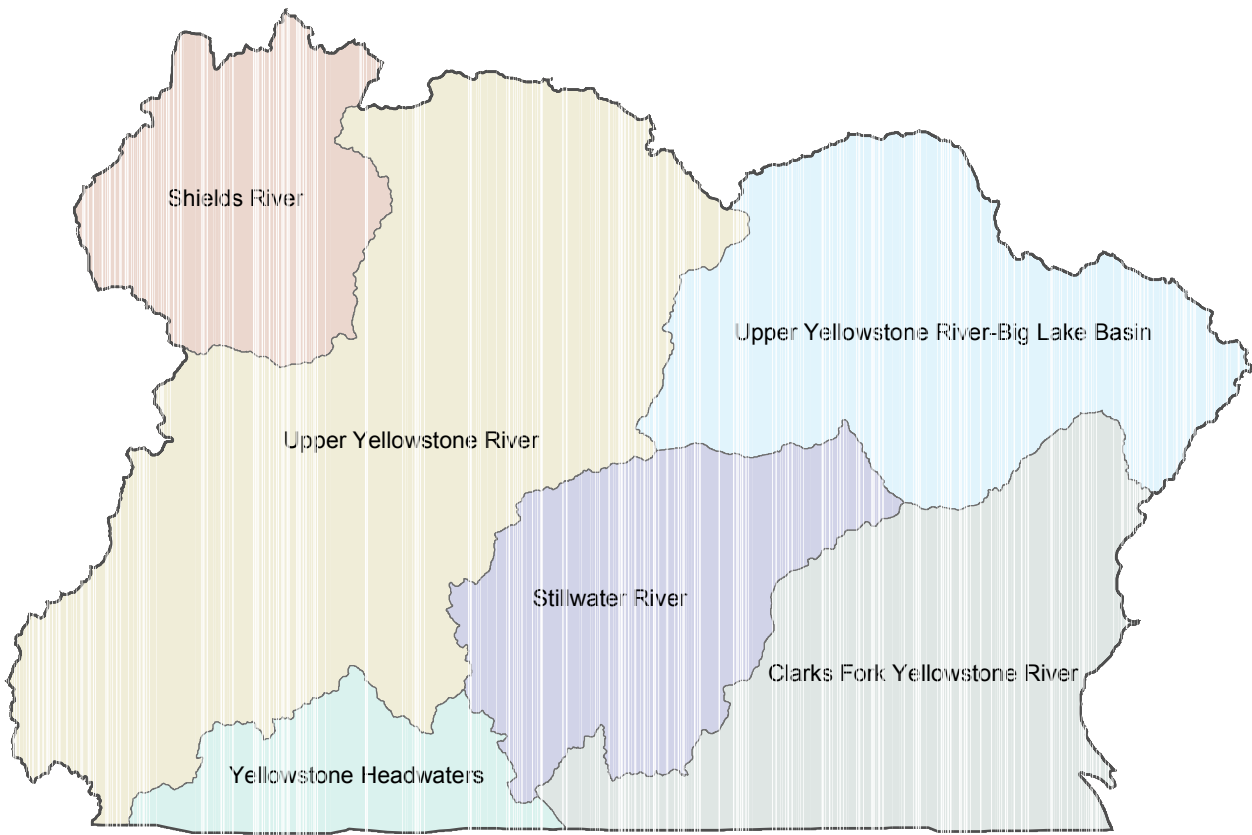 Shields River
Upper Yellowstone River-Big Lake Basin
Upper Yellowstone River
Stillwater River
Clarks Fork Yellowstone River
Yellowstone Headwaters